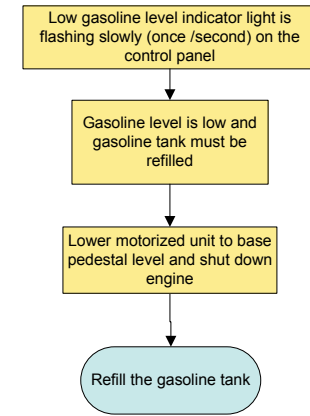 Low gasoline level indicator light is
flashing slowly (once /second) on the
control panel
Gasoline level is low and
gasoline tank must be
refilled
Lower motorized unit to base
pedestal level and shut down
engine
Refill the gasoline tank